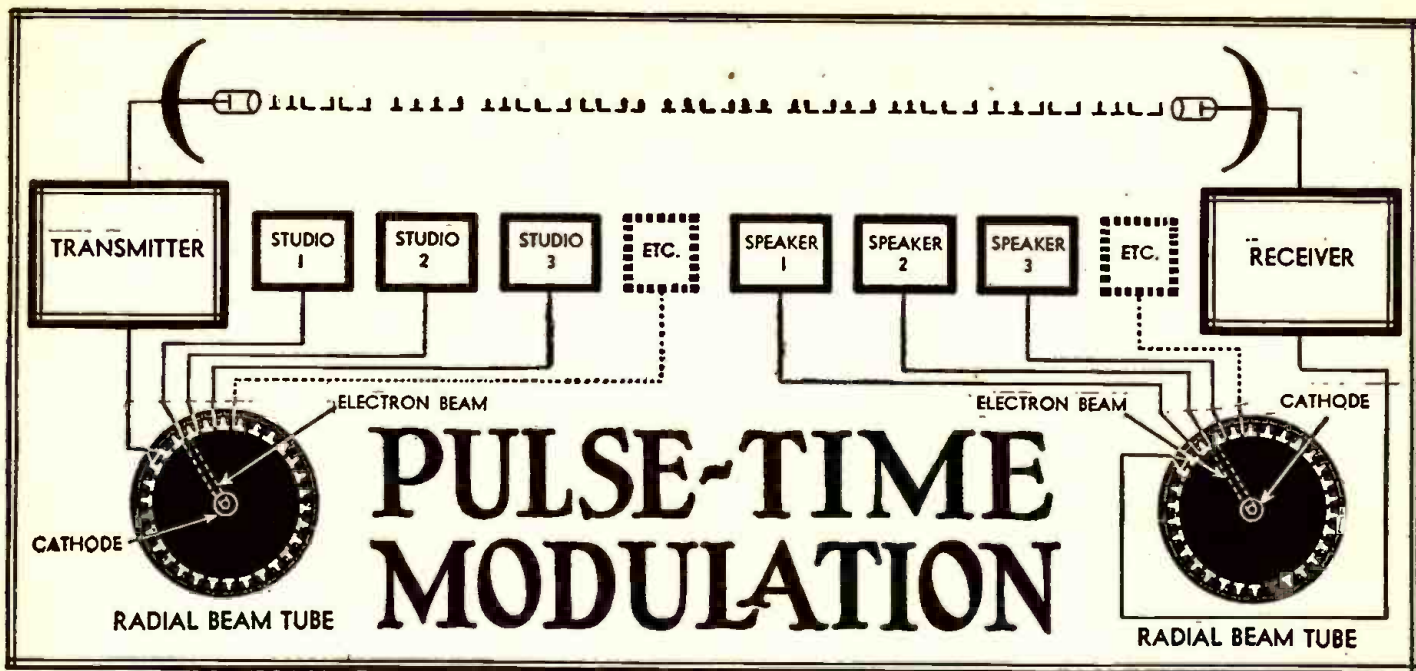 TRANSMITTER
STUDIO
1
STUDIO
2
STUDIO
3
ETC.
SPEAKER
1
SPEAKER
2
SPEAKER
3
ETC.
RECEIVER
ELECTRON BEAM
CATHODE
RADIAL BEAM TUBE
PULSE-TIME
MODULATION
ELECTRON BEAM
CATHODE
RADIAL BEAM TUBE